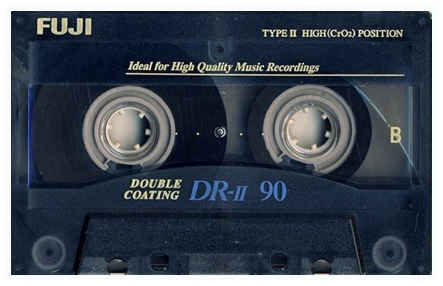 FUJI
TYPE II HIGH(CrO₂) POSITION
Ideal for High Quality Music Recordings
B
DOUBLE
COATING
DR-II 90